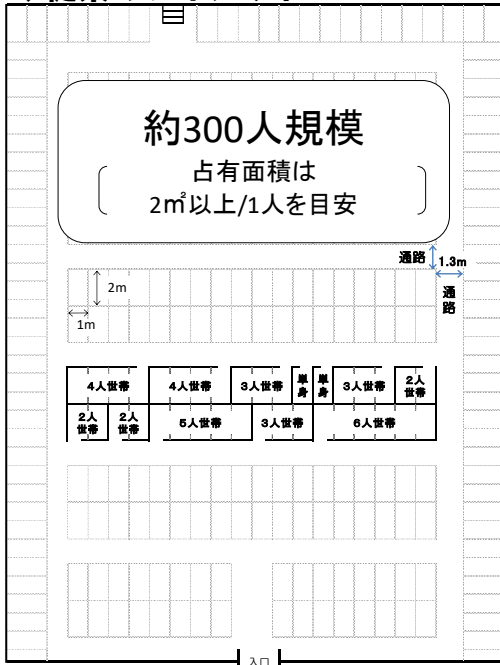 約300人規模
占有面積は
2㎡以上/1人を目安
通路
1.3m
通路
2m
1m
4人世帯 4人世帯 3人世帯 単身 単身 3人世帯 2人世帯
2人世帯 2人世帯 5人世帯 3人世帯 6人世帯
入口